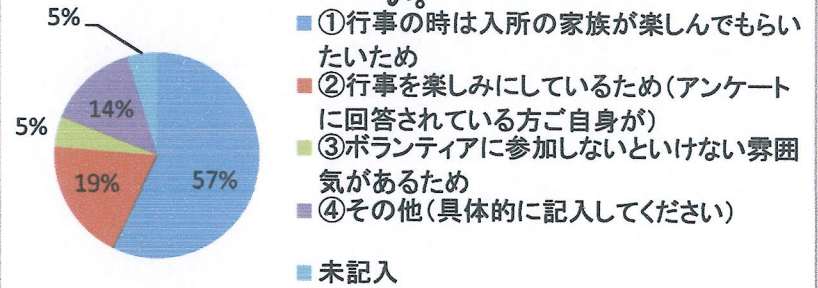 い。
5%
14%
5%
19%
57%
①行事の時は入所の家族が楽しんでもらい
たいため
②行事を楽しみにしているため(アンケート
に回答されている方ご自身が)
③ボランティアに参加しないといけない雰囲
気があるため
④その他(具体的に記入してください)
未記入